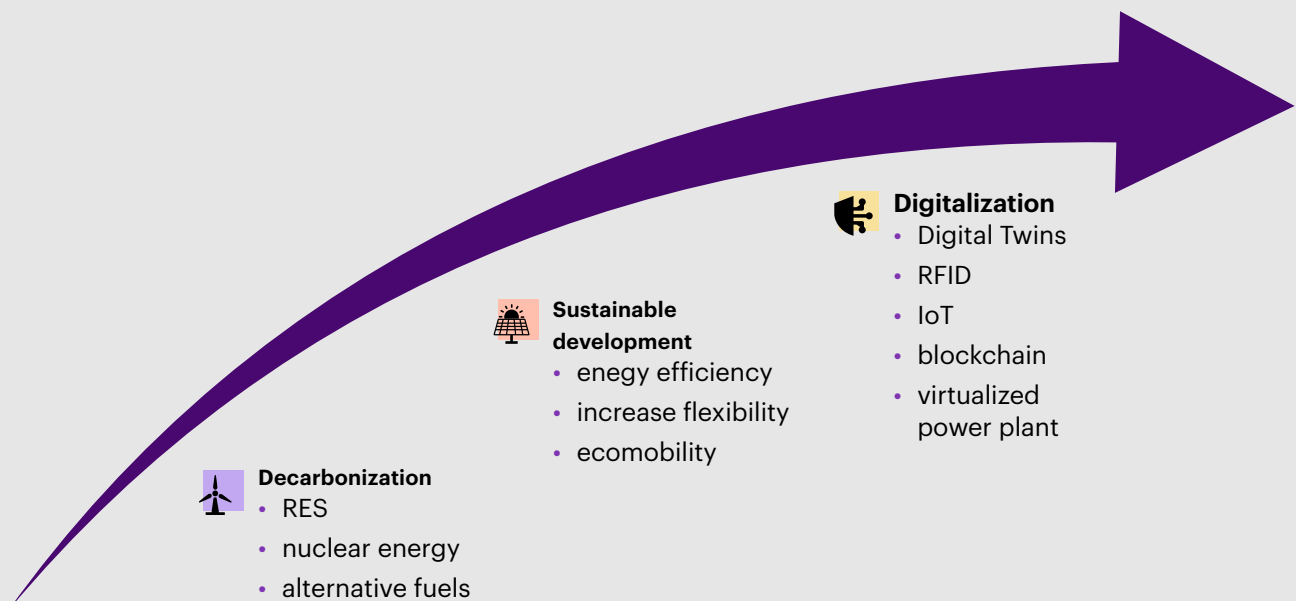 Digitalization
• Digital Twins
• RFID
• IoT
• blockchain
• virtualized
power plant
Sustainable
development
• enegy efficiency
• increase flexibility
• ecomobility
Decarbonization
• RES
• nuclear energy
• alternative fuels